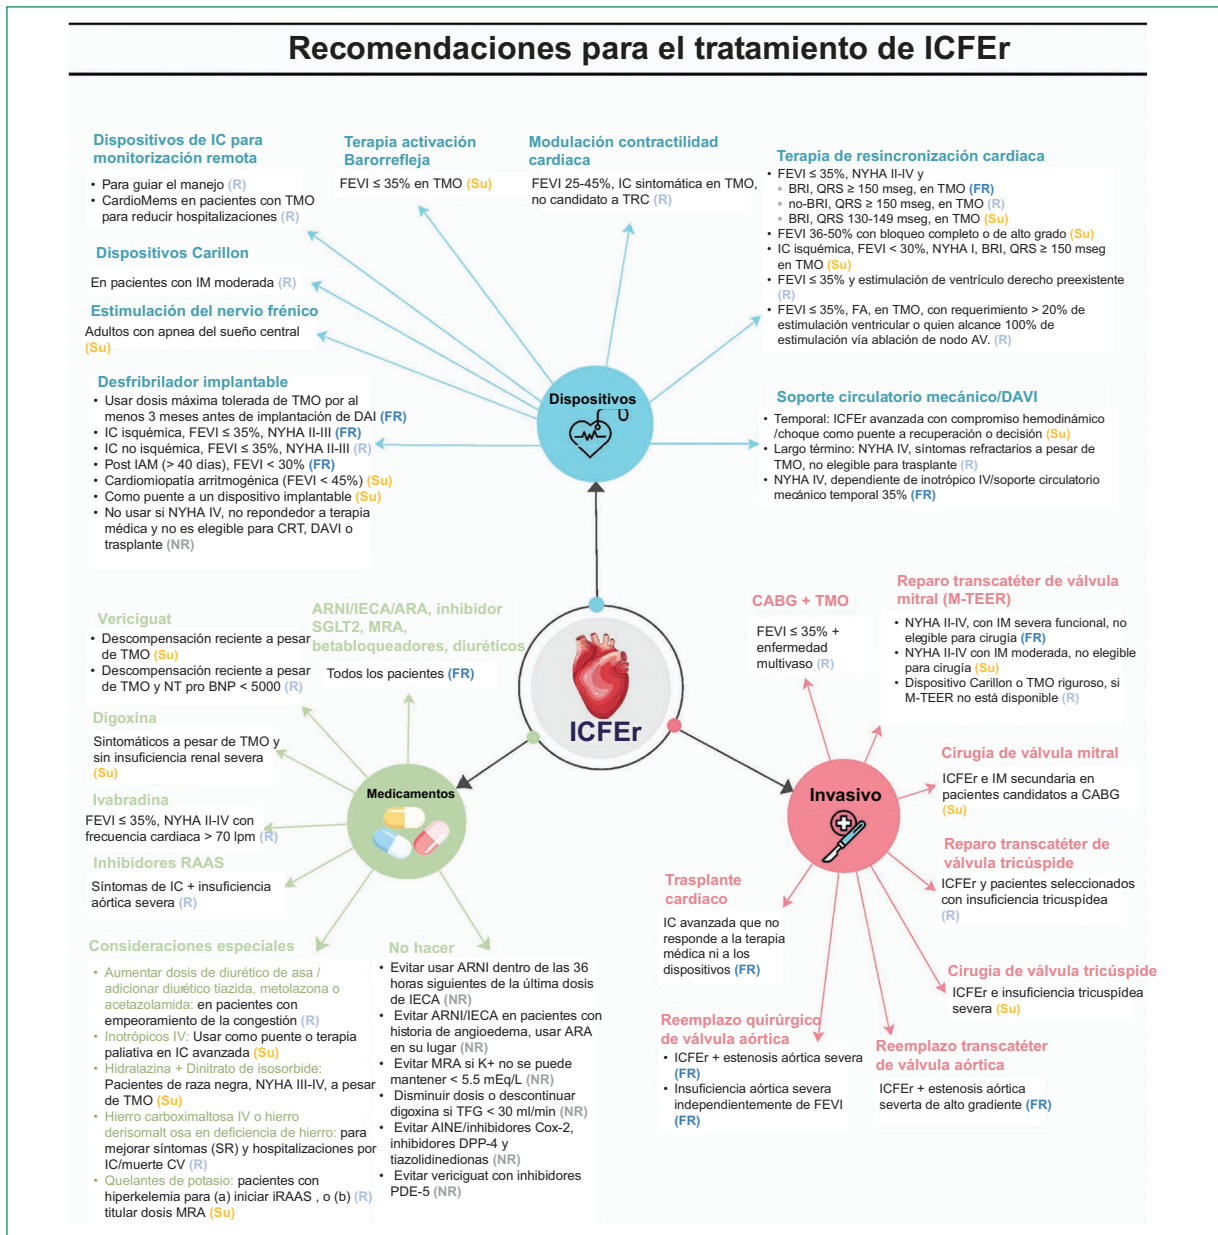 Recomendaciones para el tratamiento de ICFEr
Dispositivos de IC para
monitorización remota
• Para guiar el manejo (R)
• CardioMems en pacientes con TMO
para reducir hospitalizaciones (R)
Terapia activación
Barorrefleja
FEVI ≤ 35% en TMO (Su)
Modulación contractilidad
cardiaca
FEVI 25-45%, IC sintomática en TMO,
no candidato a TRC (R)
Terapia de resincronización cardiaca
• FEVI ≤ 35%, NYHA II-IV y
◦ BRI, QRS ≥ 150 mseg, en TMO (FR)
◦ no-BRI, QRS ≥ 150 mseg, en TMO (R)
◦ BRI, QRS 130-149 mseg, en TMO (Su)
• FEVI 36-50% con bloqueo completo o de alto grado (Su)
• IC isquémica, FEVI < 30%, NYHA I, BRI, QRS ≥ 150 mseg
en TMO (Su)
• FEVI ≤ 35% y estimulación de ventrículo derecho preexistente
(R)
• FEVI ≤ 35%, FA, en TMO, con requerimiento > 20% de
estimulación ventricular o quien alcance 100% de
estimulación vía ablación de nodo AV. (R)
Dispositivos Carillon
En pacientes con IM moderada (R)
Estimulación del nervio frénico
Adultos con apnea del sueño central
(Su)
Desfribrilador implantable
• Usar dosis máxima tolerada de TMO por al
menos 3 meses antes de implantación de DAI (FR)
• IC isquémica, FEVI ≤ 35%, NYHA II-III (FR)
• IC no isquémica, FEVI ≤ 35%, NYHA II-III (R)
• Post IAM (> 40 días), FEVI < 30% (FR)
• Cardiomiopatía arritmogénica (FEVI < 45%) (Su)
• Como puente a un dispositivo implantable (Su)
• No usar si NYHA IV, no repondedor a terapia
médica y no es elegible para CRT, DAVI o
trasplante (NR)
Dispositivos
Soporte circulatorio mecánico/DAVI
• Temporal: ICFEr avanzada con compromiso hemodinámico
/choque como puente a recuperación o decisión (Su)
• Largo término: NYHA IV, síntomas refractarios a pesar de
TMO, no elegible para trasplante (R)
• NYHA IV, dependiente de inotrópico IV/soporte circulatorio
mecánico temporal 35% (FR)
Vericiguat
• Descompensación reciente a pesar
de TMO (Su)
• Descompensación reciente a pesar
de TMO y NT pro BNP < 5000 (R)
ARNI/IECA/ARA, inhibidor
SGLT2, MRA,
betabloqueadores, diuréticos
Todos los pacientes (FR)
Digoxina
Sintomáticos a pesar de TMO y
sin insuficiencia renal severa
(Su)
Ivabradina
FEVI ≤ 35%, NYHA II-IV con
frecuencia cardiaca > 70 lpm (R)
Inhibidores RAAS
Síntomas de IC + insuficiencia
aórtica severa (R)
Medicamentos
ICFEr
Consideraciones especiales
• Aumentar dosis de diurético de asa /
adicionar diurético tiazida, metolazona o
acetazolamida: en pacientes con
empeoramiento de la congestión (R)
• Inotrópicos IV: Usar como puente o terapia
paliativa en IC avanzada (Su)
• Hidralazina + Dinitrato de isosorbide:
Pacientes de raza negra, NYHA III-IV, a pesar
de TMO (Su)
• Hierro carboximaltosa IV o hierro
derisomalt osa en deficiencia de hierro: para
mejorar síntomas (SR) y hospitalizaciones por
IC/muerte CV (R)
• Quelantes de potasio: pacientes con
hiperkelemia para (a) iniciar iRAAS , o (b) (R)
titular dosis MRA (Su)
No hacer
• Evitar usar ARNI dentro de las 36
horas siguientes de la última dosis
de IECA (NR)
• Evitar ARNI/IECA en pacientes con
historia de angioedema, usar ARA
en su lugar (NR)
• Evitar MRA si K+ no se puede
mantener < 5.5 mEq/L (NR)
• Disminuir dosis o descontinuar
digoxina si TFG < 30 ml/min (NR)
• Evitar AINE/inhibidores Cox-2,
inhibidores DPP-4 y
tiazolidinedionas (NR)
• Evitar vericiguat con inhibidores
PDE-5 (NR)
CABG + TMO
FEVI ≤ 35% +
enfermedad
multivaso (R)
Reparo transcatéter de válvula
mitral (M-TEER)
• NYHA II-IV, con IM severa funcional, no
elegible para cirugía (FR)
• NYHA II-IV con IM moderada, no elegible
para cirugía (Su)
• Dispositivo Carillon o TMO riguroso, si
M-TEER no está disponible (R)
Invasivo
Cirugía de válvula mitral
ICFEr e IM secundaria en
pacientes candidatos a CABG
(Su)
Reparo transcatéter de
válvula tricúspide
ICFEr y pacientes seleccionados
con insuficiencia tricuspídea
(R)
Trasplante
cardiaco
IC avanzada que no
responde a la terapia
médica ni a los
dispositivos (FR)
Cirugía de válvula tricúspide
ICFEr e insuficiencia tricuspídea
severa (Su)
Reemplazo quirúrgico
de válvula aórtica
• ICFEr + estenosis aórtica severa
(FR)
• Insuficiencia aórtica severa
independientemente de FEVI
(FR)
Reemplazo transcatéter
de válvula aórtica
ICFEr + estenosis aórtica
severta de alto gradiente (FR)